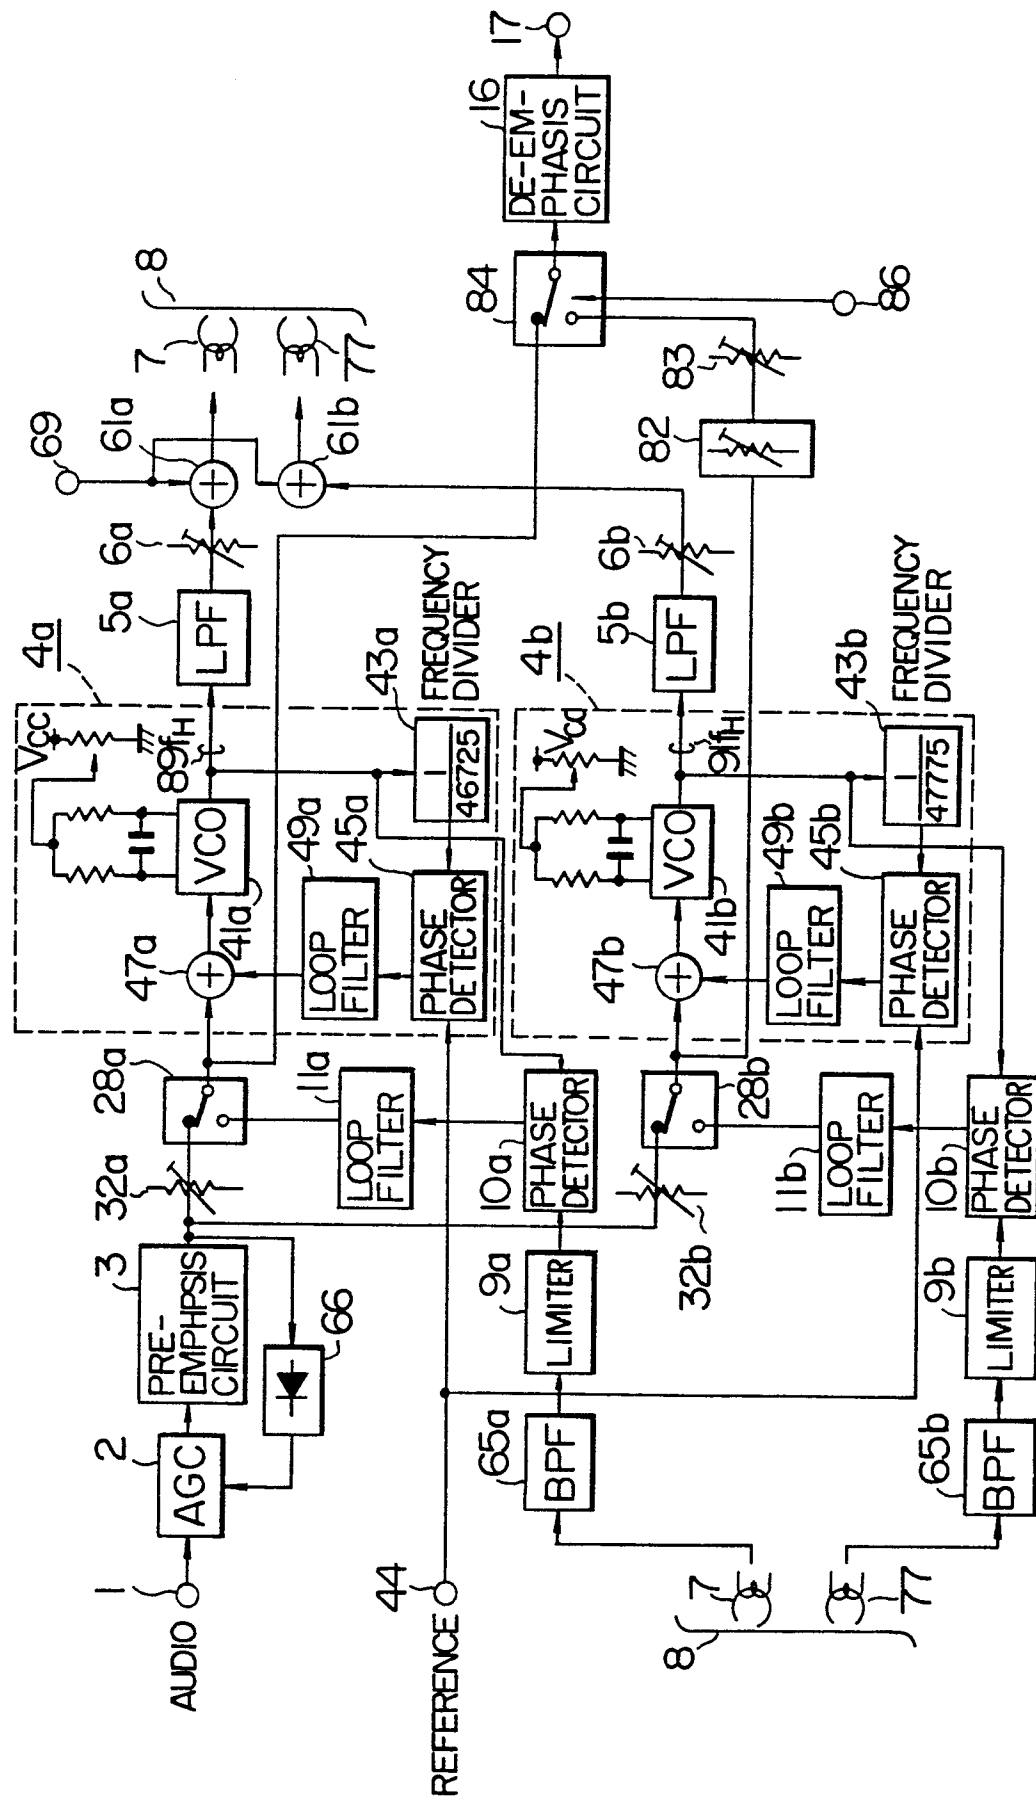 AUDIO
1
2
AGC
3
PRE-
EMPHPSIS
CIRCUIT
66
32a
28a
47a
41a
VCO
Vcc
89fH
4a
5a
LPF
6a
61a
69
7
8
61b
77
11a
LOOP
FILTER
49a
LOOP
FILTER
45a
PHASE
DETECTOR
43a
1
46725
FREQUENCY
DIVIDER
REFERENCE
44
65a
BPF
9a
LIMITER
10a
PHASE
DETECTOR
32b
28b
47b
41b
VCO
Vcd
91fH
4b
5b
LPF
6b
82
83
84
86
16
DE-EM-
PHASIS
CIRCUIT
17
11b
LOOP
FILTER
49b
LOOP
FILTER
45b
PHASE
DETECTOR
43b
1
47775
FREQUENCY
DIVIDER
8
7
77
65b
BPF
9b
LIMITER
10b
PHASE
DETECTOR